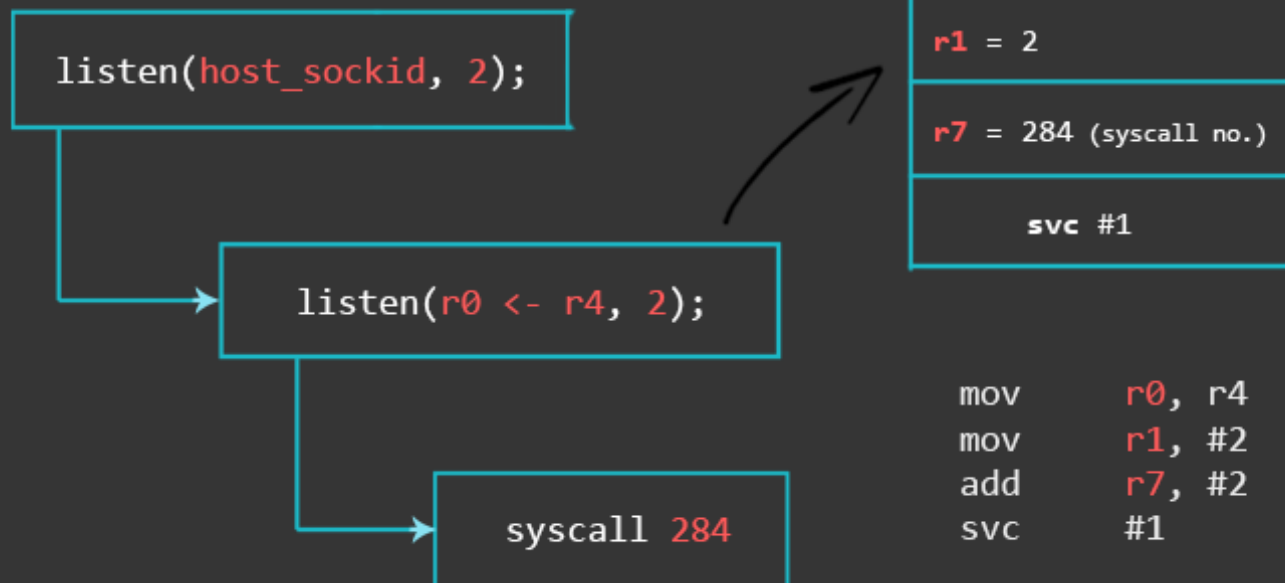 listen(host_sockid, 2);
listen(r0 <- r4, 2);
syscall 284
r1 = 2
r7 = 284 (syscall no.)
svc #1
mov r0, r4
mov r1, #2
add r7, #2
svc #1